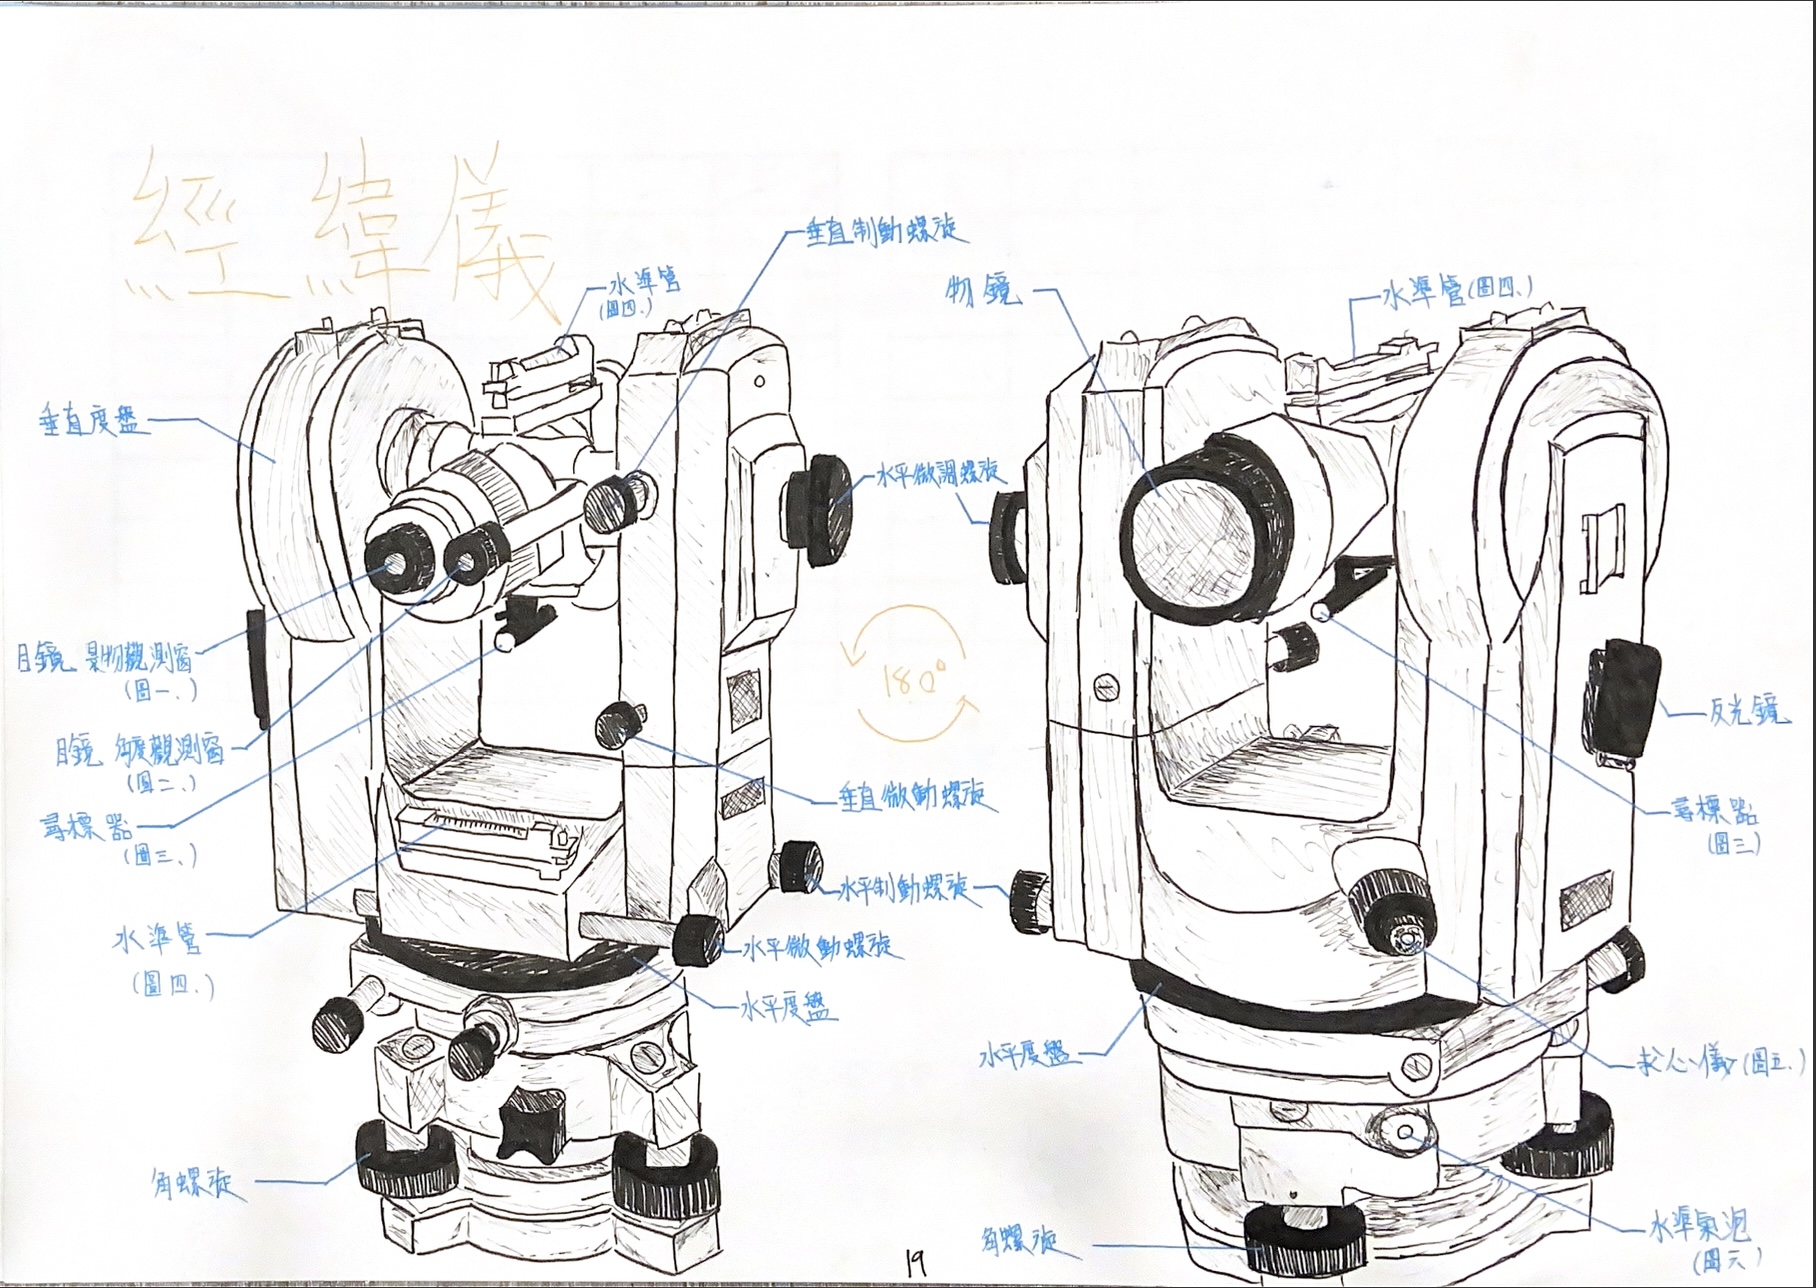 經緯儀
垂直制動螺旋
水準管
(圖四.)
物鏡
水準管(圖四.)
垂直度盤
水平微調螺旋
目鏡 景物觀測窗
(圖一.)
180°
反光鏡
目鏡 角度觀測窗
(圖二.)
垂直微動螺旋
尋標器
(圖三.)
尋標器
(圖三)
水平制動螺旋
水準管
(圖四.)
水平微動螺旋
水平度盤
水平度盤
求心儀(圖五.)
角螺旋
角螺旋
水準氣泡
(圖六)
19